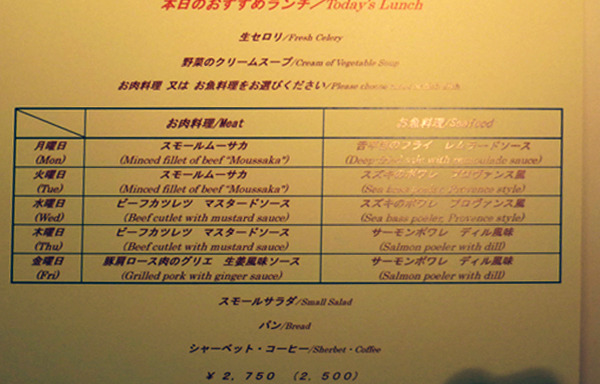 本日のおすすめランチ/Today's Lunch
生セロリ/Fresh Celery
野菜のクリームスープ/Cream of Vegetable Soup
お肉料理 又は お魚料理をお選びください/Please choose
お肉料理/Meat お魚料理/Seafood
月曜日 スモールムーサカ フライ ソース
(Mon) (Minced fillet of beef "Moussaka") sole with sauce)
火曜日 スモールムーサカ スズキのポワレ プロヴァンス風
(Tue) (Minced fillet of beef "Moussaka") (Sea bass poeler, Provence style)
水曜日 ビーフカツレツ マスタードソース スズキのポワレ プロヴァンス風
(Wed) (Beef cutlet with mustard sauce) (Sea bass poeler, Provence style)
木曜日 ビーフカツレツ マスタードソース サーモンポワレ ディル風味
(Thu) (Beef cutlet with mustard sauce) (Salmon poeler with dill)
金曜日 豚肩ロース肉のグリエ 生姜風味ソース サーモンポワレ ディル風味
(Fri) (Grilled pork with ginger sauce) (Salmon poeler with dill)
スモールサラダ/Small Salad
パン/Bread
シャーベット・コーヒー/Sherbet・Coffee
¥2,750 (2,500)